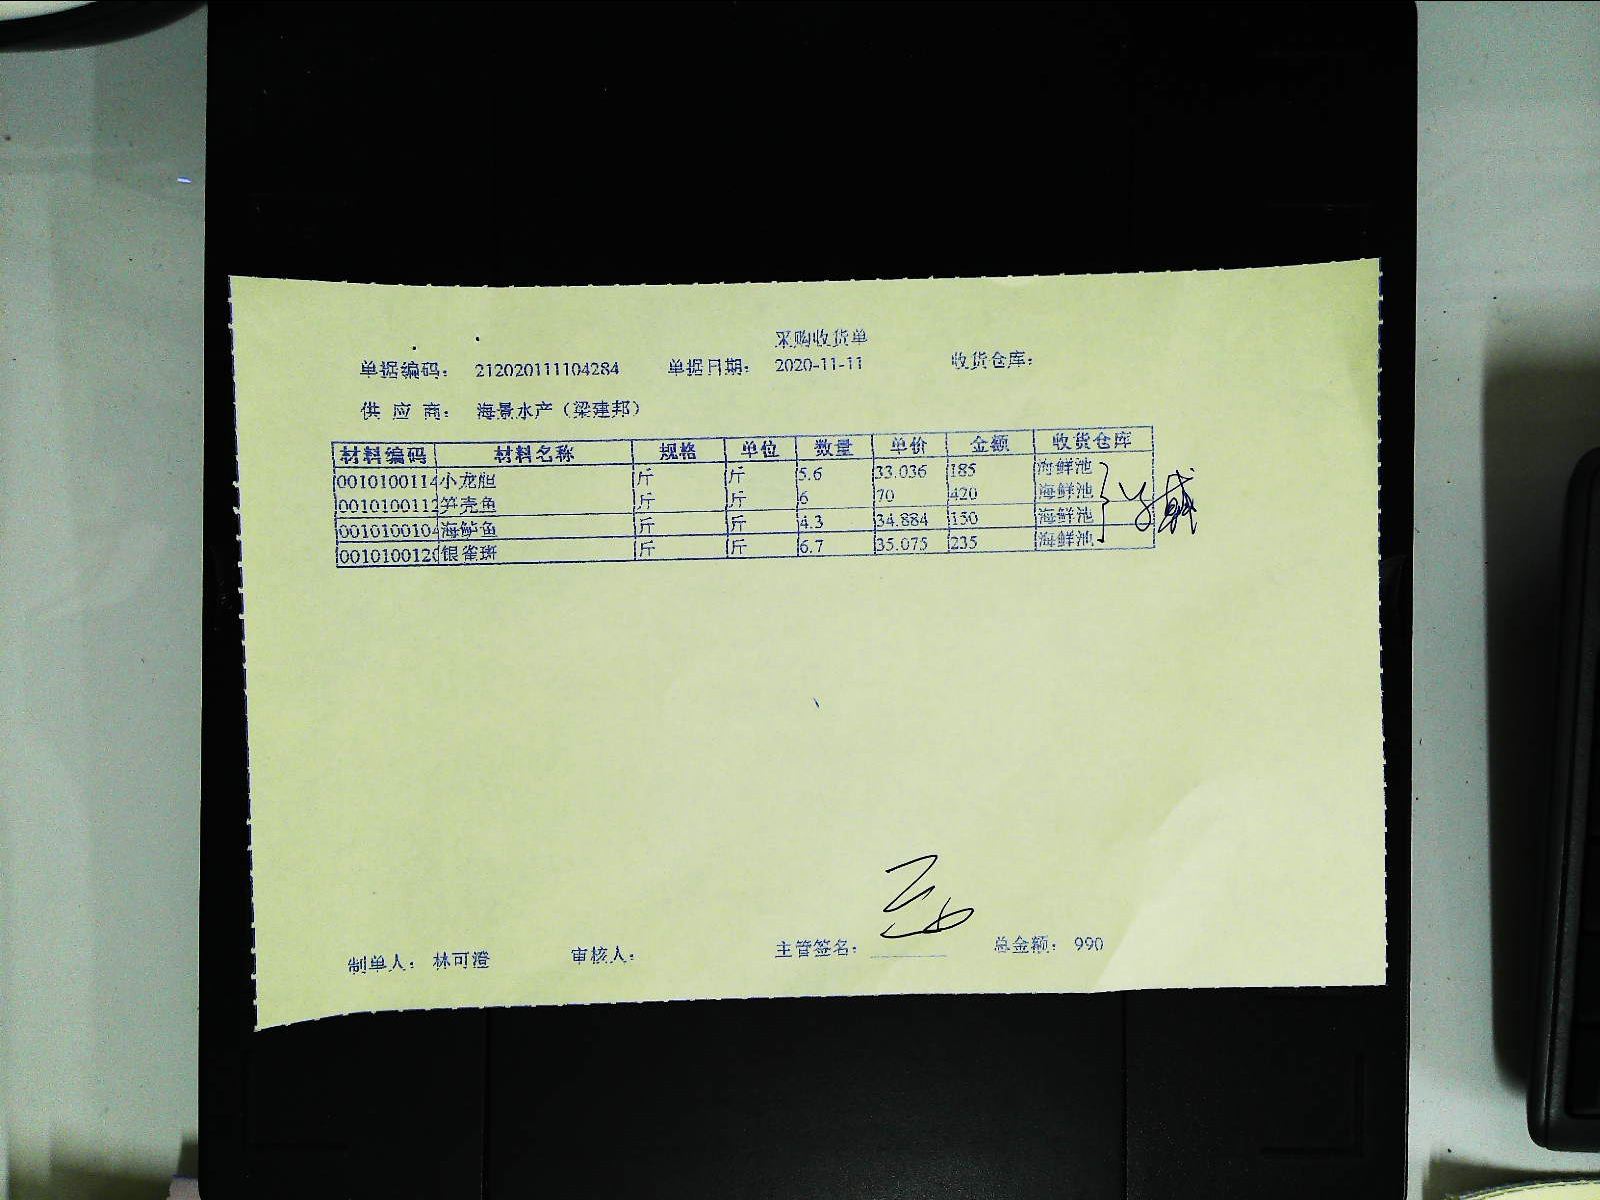 采购收货单
单据编码： 212020111104284 单据日期： 2020-11-11 收货仓库：
供 应 商： 海景水产（梁建邦）
材料编码 材料名称 规格 单位 数量 单价 金额 收货仓库
0010100114 小龙胆 斤 斤 5.6 33.036 185 海鲜池
0010100112 笋壳鱼 斤 斤 6 70 420 海鲜池
0010100104 海鲈鱼 斤 斤 4.3 34.884 150 海鲜池
0010100120 银雀斑 斤 斤 6.7 35.075 235 海鲜池
制单人： 林可澄 审核人： 主管签名： 总金额： 990